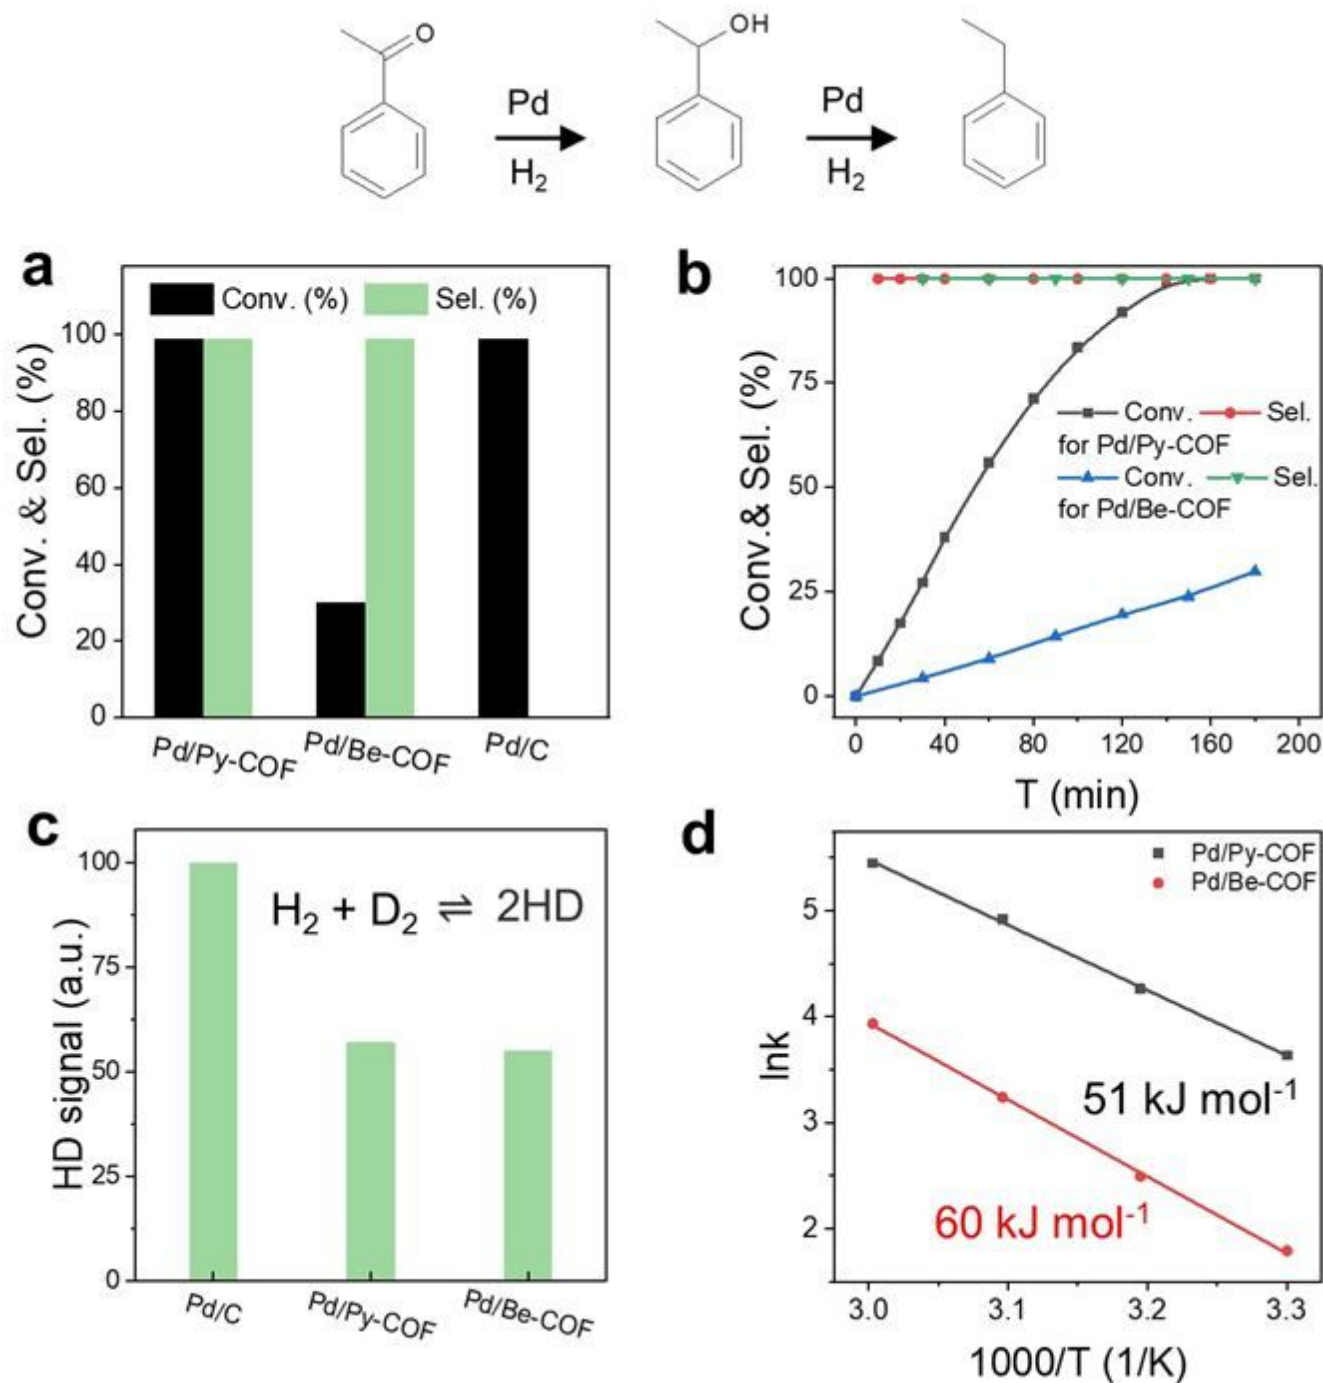 O
OH
Pd
H2
Pd
H2
a
Conv. (%)
Sel. (%)
Conv. & Sel. (%)
100
80
60
40
20
0
Pd/Py-COF
Pd/Be-COF
Pd/C
b
Conv.& Sel. (%)
100
75
50
25
0
Conv.
Sel.
for Pd/Py-COF
Conv.
Sel.
for Pd/Be-COF
0
40
80
120
160
200
T (min)
c
HD signal (a.u.)
100
75
50
25
0
H2 + D2 ⇌ 2HD
Pd/C
Pd/Py-COF
Pd/Be-COF
d
lnk
5
4
3
2
Pd/Py-COF
Pd/Be-COF
51 kJ mol-1
60 kJ mol-1
3.0
3.1
3.2
3.3
1000/T (1/K)